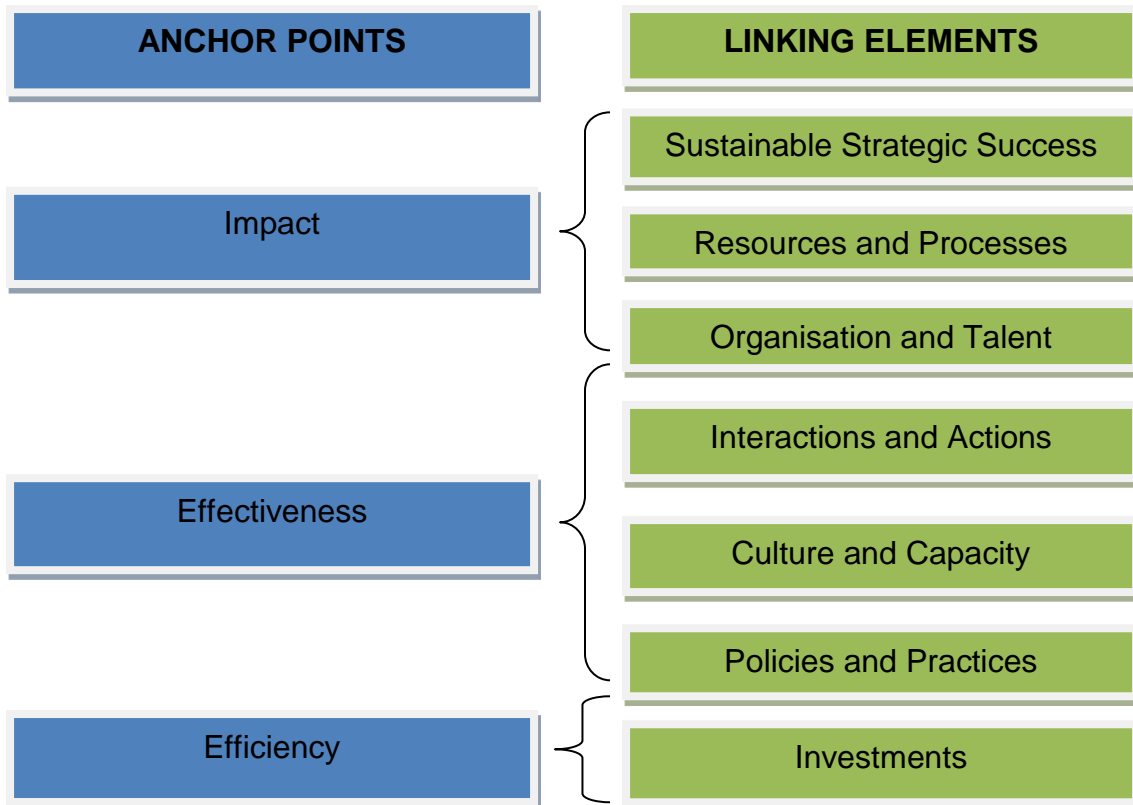 ANCHOR POINTS
LINKING ELEMENTS
Impact
Sustainable Strategic Success
Resources and Processes
Organisation and Talent
Effectiveness
Interactions and Actions
Culture and Capacity
Policies and Practices
Efficiency
Investments